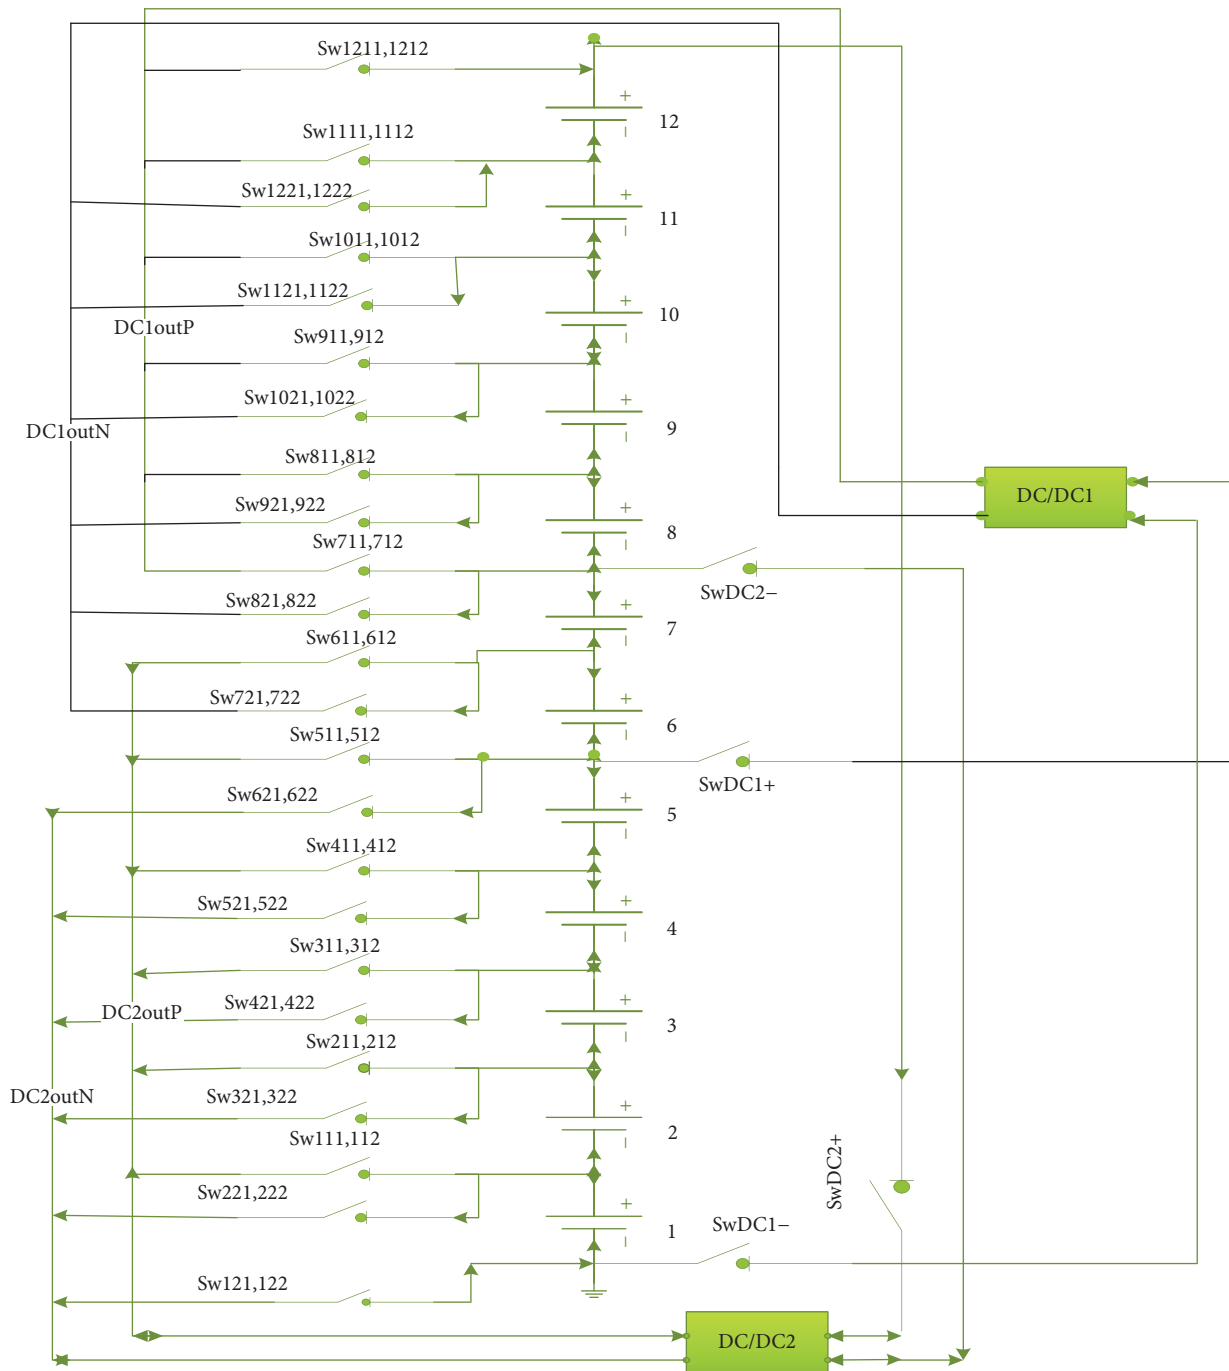 Sw1211,1212
+
12
Sw1111,1112
Sw1221,1222
+
11
Sw1011,1012
Sw1121,1122
+
10
DC1outP
Sw911,912
Sw1021,1022
+
9
DC1outN
Sw811,812
DC/DC1
Sw921,922
+
8
Sw711,712
SwDC2−
Sw821,822
+
7
Sw611,612
Sw721,722
+
6
Sw511,512
SwDC1+
Sw621,622
+
5
Sw411,412
Sw521,522
+
4
Sw311,312
Sw421,422
DC2outP
+
3
Sw211,212
DC2outN
Sw321,322
+
2
Sw111,112
SwDC2+
Sw221,222
+
1
SwDC1−
Sw121,122
DC/DC2